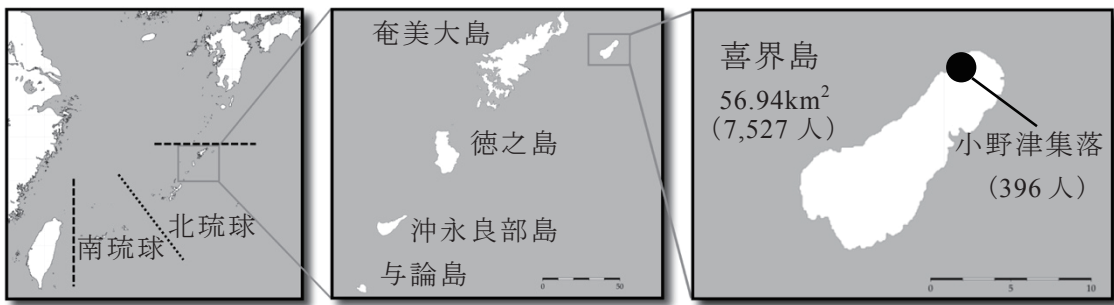 南琉球
北琉球
奄美大島
徳之島
沖永良部島
与論島
0
50
喜界島
56.94km²
(7,527 人)
小野津集落
(396 人)
0
5
10